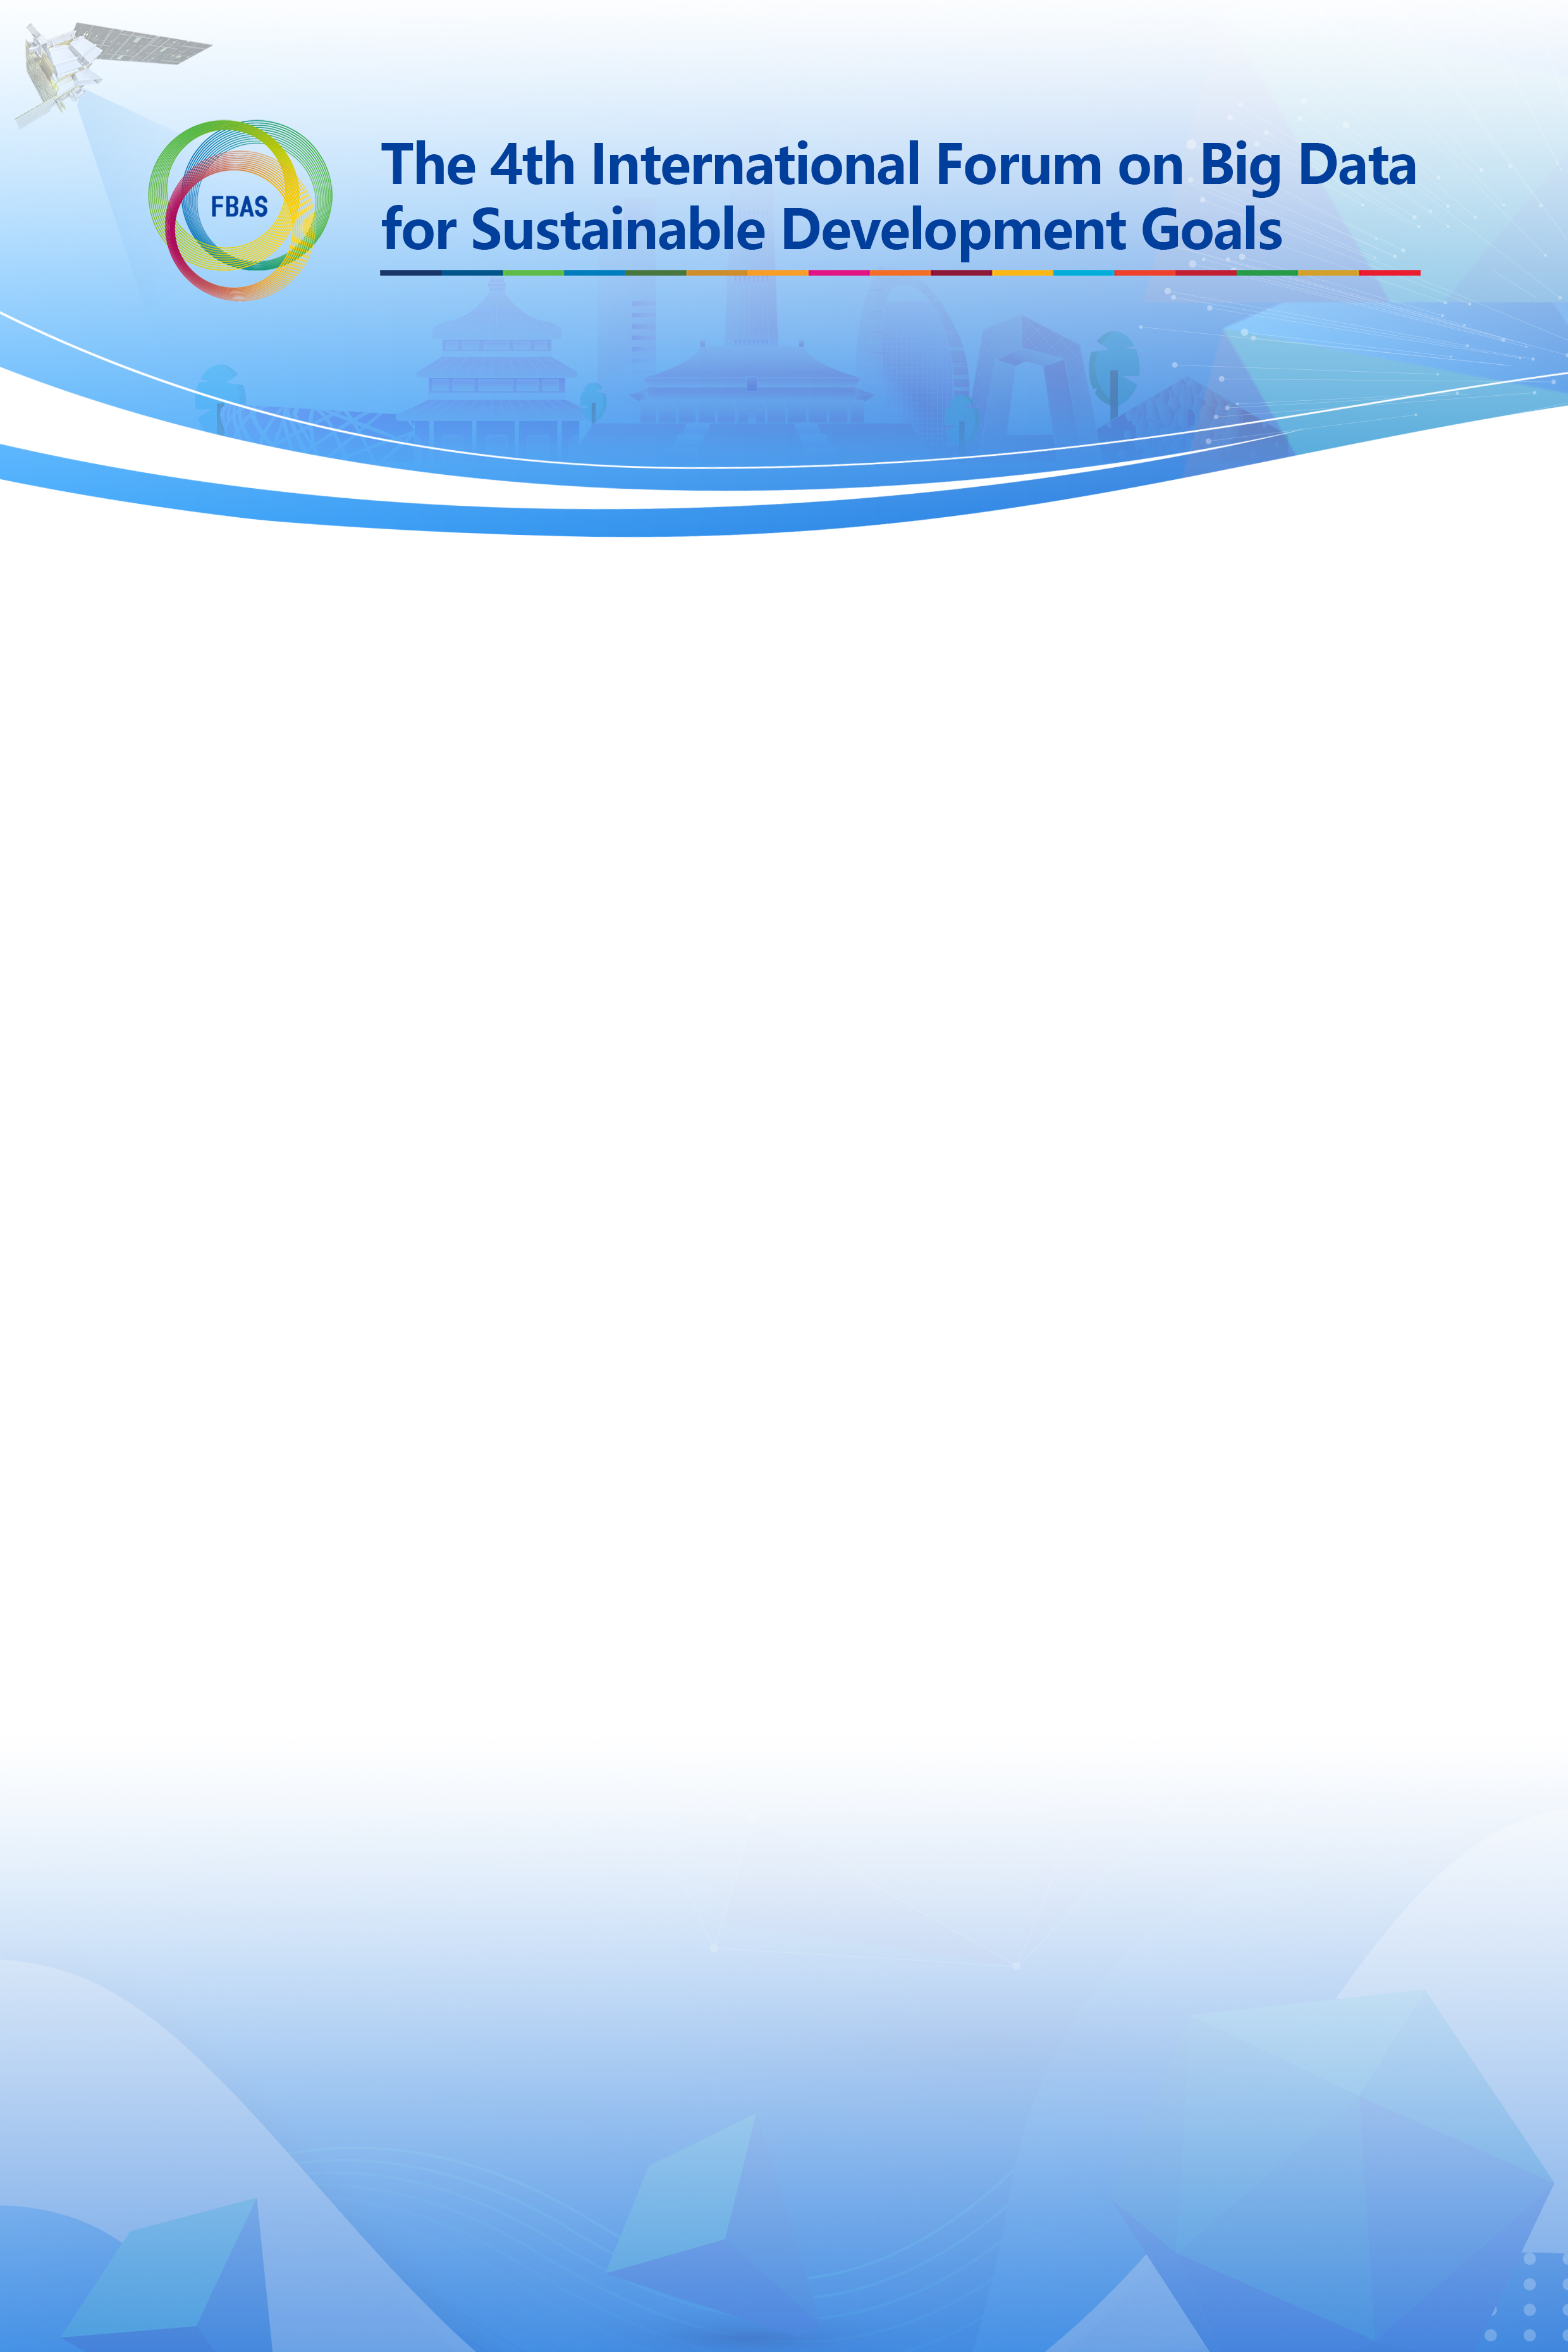 FBAS
The 4th International Forum on Big Data
for Sustainable Development Goals